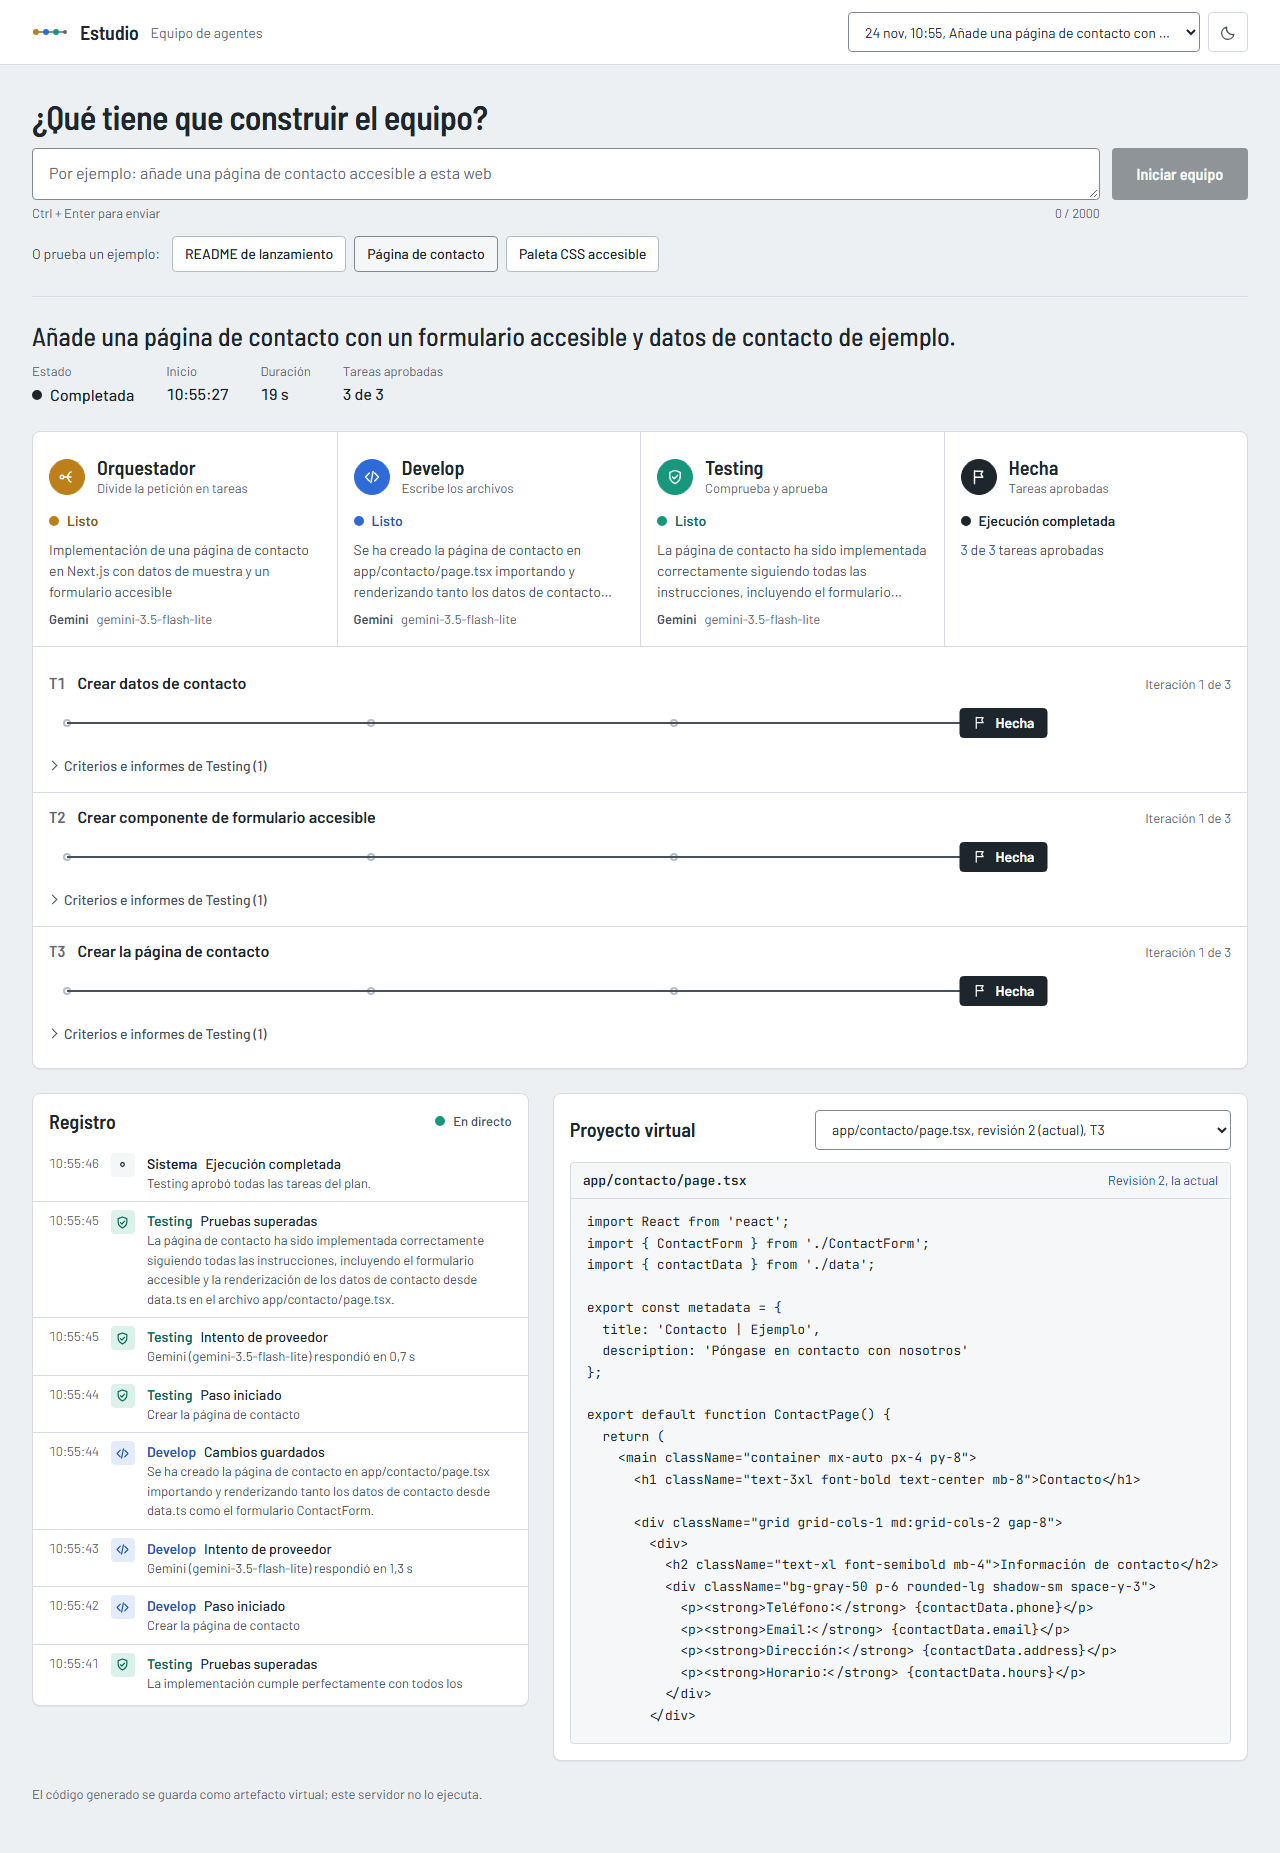 Estudio Equipo de agentes
24 nov, 10:55, Añade una página de contacto con ...
¿Qué tiene que construir el equipo?
Por ejemplo: añade una página de contacto accesible a esta web
Iniciar equipo
Ctrl + Enter para enviar
0 / 2000
O prueba un ejemplo:
README de lanzamiento
Página de contacto
Paleta CSS accesible
Añade una página de contacto con un formulario accesible y datos de contacto de ejemplo.
Estado
Completada
Inicio
10:55:27
Duración
19 s
Tareas aprobadas
3 de 3
Orquestador
Divide la petición en tareas
Listo
Implementación de una página de contacto
en Next.js con datos de muestra y un
formulario accesible
Gemini gemini-3.5-flash-lite
Develop
Escribe los archivos
Listo
Se ha creado la página de contacto en
app/contacto/page.tsx importando y
renderizando tanto los datos de contacto...
Gemini gemini-3.5-flash-lite
Testing
Comprueba y aprueba
Listo
La página de contacto ha sido implementada
correctamente siguiendo todas las
instrucciones, incluyendo el formulario...
Gemini gemini-3.5-flash-lite
Hecha
Tareas aprobadas
Ejecución completada
3 de 3 tareas aprobadas
T1 Crear datos de contacto
Iteración 1 de 3
Hecha
Criterios e informes de Testing (1)
T2 Crear componente de formulario accesible
Iteración 1 de 3
Hecha
Criterios e informes de Testing (1)
T3 Crear la página de contacto
Iteración 1 de 3
Hecha
Criterios e informes de Testing (1)
Registro
En directo
10:55:46 Sistema Ejecución completada
Testing aprobó todas las tareas del plan.
10:55:45 Testing Pruebas superadas
La página de contacto ha sido implementada correctamente
siguiendo todas las instrucciones, incluyendo el formulario
accesible y la renderización de los datos de contacto desde
data.ts en el archivo app/contacto/page.tsx.
10:55:45 Testing Intento de proveedor
Gemini (gemini-3.5-flash-lite) respondió en 0,7 s
10:55:44 Testing Paso iniciado
Crear la página de contacto
10:55:44 Develop Cambios guardados
Se ha creado la página de contacto en app/contacto/page.tsx
importando y renderizando tanto los datos de contacto desde
data.ts como el formulario ContactForm.
10:55:43 Develop Intento de proveedor
Gemini (gemini-3.5-flash-lite) respondió en 1,3 s
10:55:42 Develop Paso iniciado
Crear la página de contacto
10:55:41 Testing Pruebas superadas
La implementación cumple perfectamente con todos los
Proyecto virtual
app/contacto/page.tsx, revisión 2 (actual), T3
app/contacto/page.tsx
Revisión 2, la actual
import React from 'react';
import { ContactForm } from './ContactForm';
import { contactData } from './data';
export const metadata = {
title: 'Contacto | Ejemplo',
description: 'Póngase en contacto con nosotros'
};
export default function ContactPage() {
return (
<main className="container mx-auto px-4 py-8">
<h1 className="text-3xl font-bold text-center mb-8">Contacto</h1>
<div className="grid grid-cols-1 md:grid-cols-2 gap-8">
<div>
<h2 className="text-xl font-semibold mb-4">Información de contacto</h2>
<div className="bg-gray-50 p-6 rounded-lg shadow-sm space-y-3">
<p><strong>Teléfono:</strong> {contactData.phone}</p>
<p><strong>Email:</strong> {contactData.email}</p>
<p><strong>Dirección:</strong> {contactData.address}</p>
<p><strong>Horario:</strong> {contactData.hours}</p>
</div>
</div>
El código generado se guarda como artefacto virtual; este servidor no lo ejecuta.